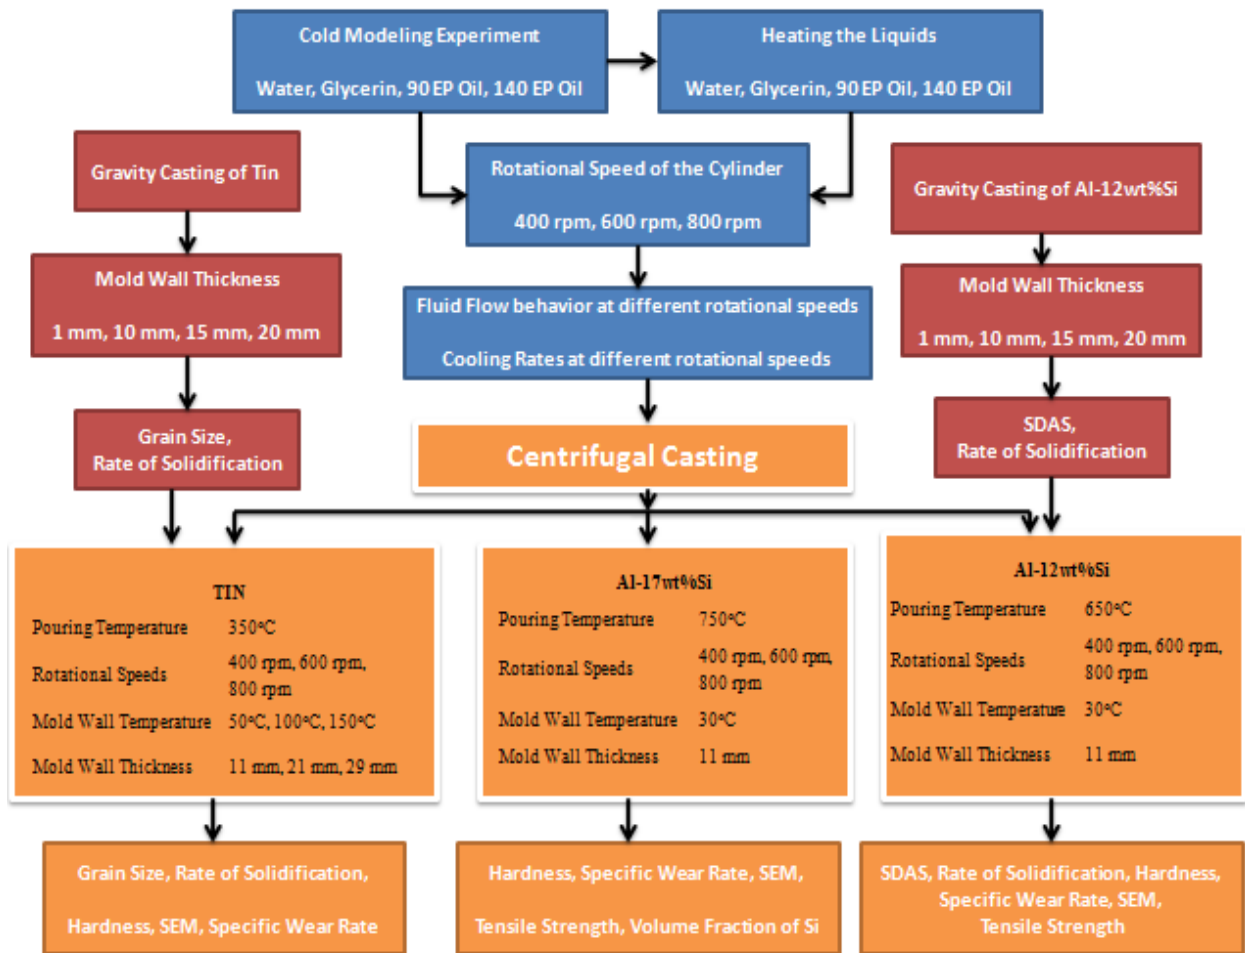 Cold Modeling Experiment
Water, Glycerin, 90 EP Oil, 140 EP Oil
Heating the Liquids
Water, Glycerin, 90 EP Oil, 140 EP Oil
Gravity Casting of Tin
Rotational Speed of the Cylinder
400 rpm, 600 rpm, 800 rpm
Gravity Casting of Al-12wt%Si
Mold Wall Thickness
1 mm, 10 mm, 15 mm, 20 mm
Fluid Flow behavior at different rotational speeds
Cooling Rates at different rotational speeds
Mold Wall Thickness
1 mm, 10 mm, 15 mm, 20 mm
Grain Size,
Rate of Solidification
Centrifugal Casting
SDAS,
Rate of Solidification
TIN
Pouring Temperature 350°C
Rotational Speeds 400 rpm, 600 rpm,
800 rpm
Mold Wall Temperature 50°C, 100°C, 150°C
Mold Wall Thickness 11 mm, 21 mm, 29 mm
Al-17wt%Si
Pouring Temperature 750°C
Rotational Speeds 400 rpm, 600 rpm,
800 rpm
Mold Wall Temperature 30°C
Mold Wall Thickness 11 mm
Al-12wt%Si
Pouring Temperature 650°C
Rotational Speeds 400 rpm, 600 rpm,
800 rpm
Mold Wall Temperature 30°C
Mold Wall Thickness 11 mm
Grain Size, Rate of Solidification,
Hardness, SEM, Specific Wear Rate
Hardness, Specific Wear Rate, SEM,
Tensile Strength, Volume Fraction of Si
SDAS, Rate of Solidification, Hardness,
Specific Wear Rate, SEM,
Tensile Strength